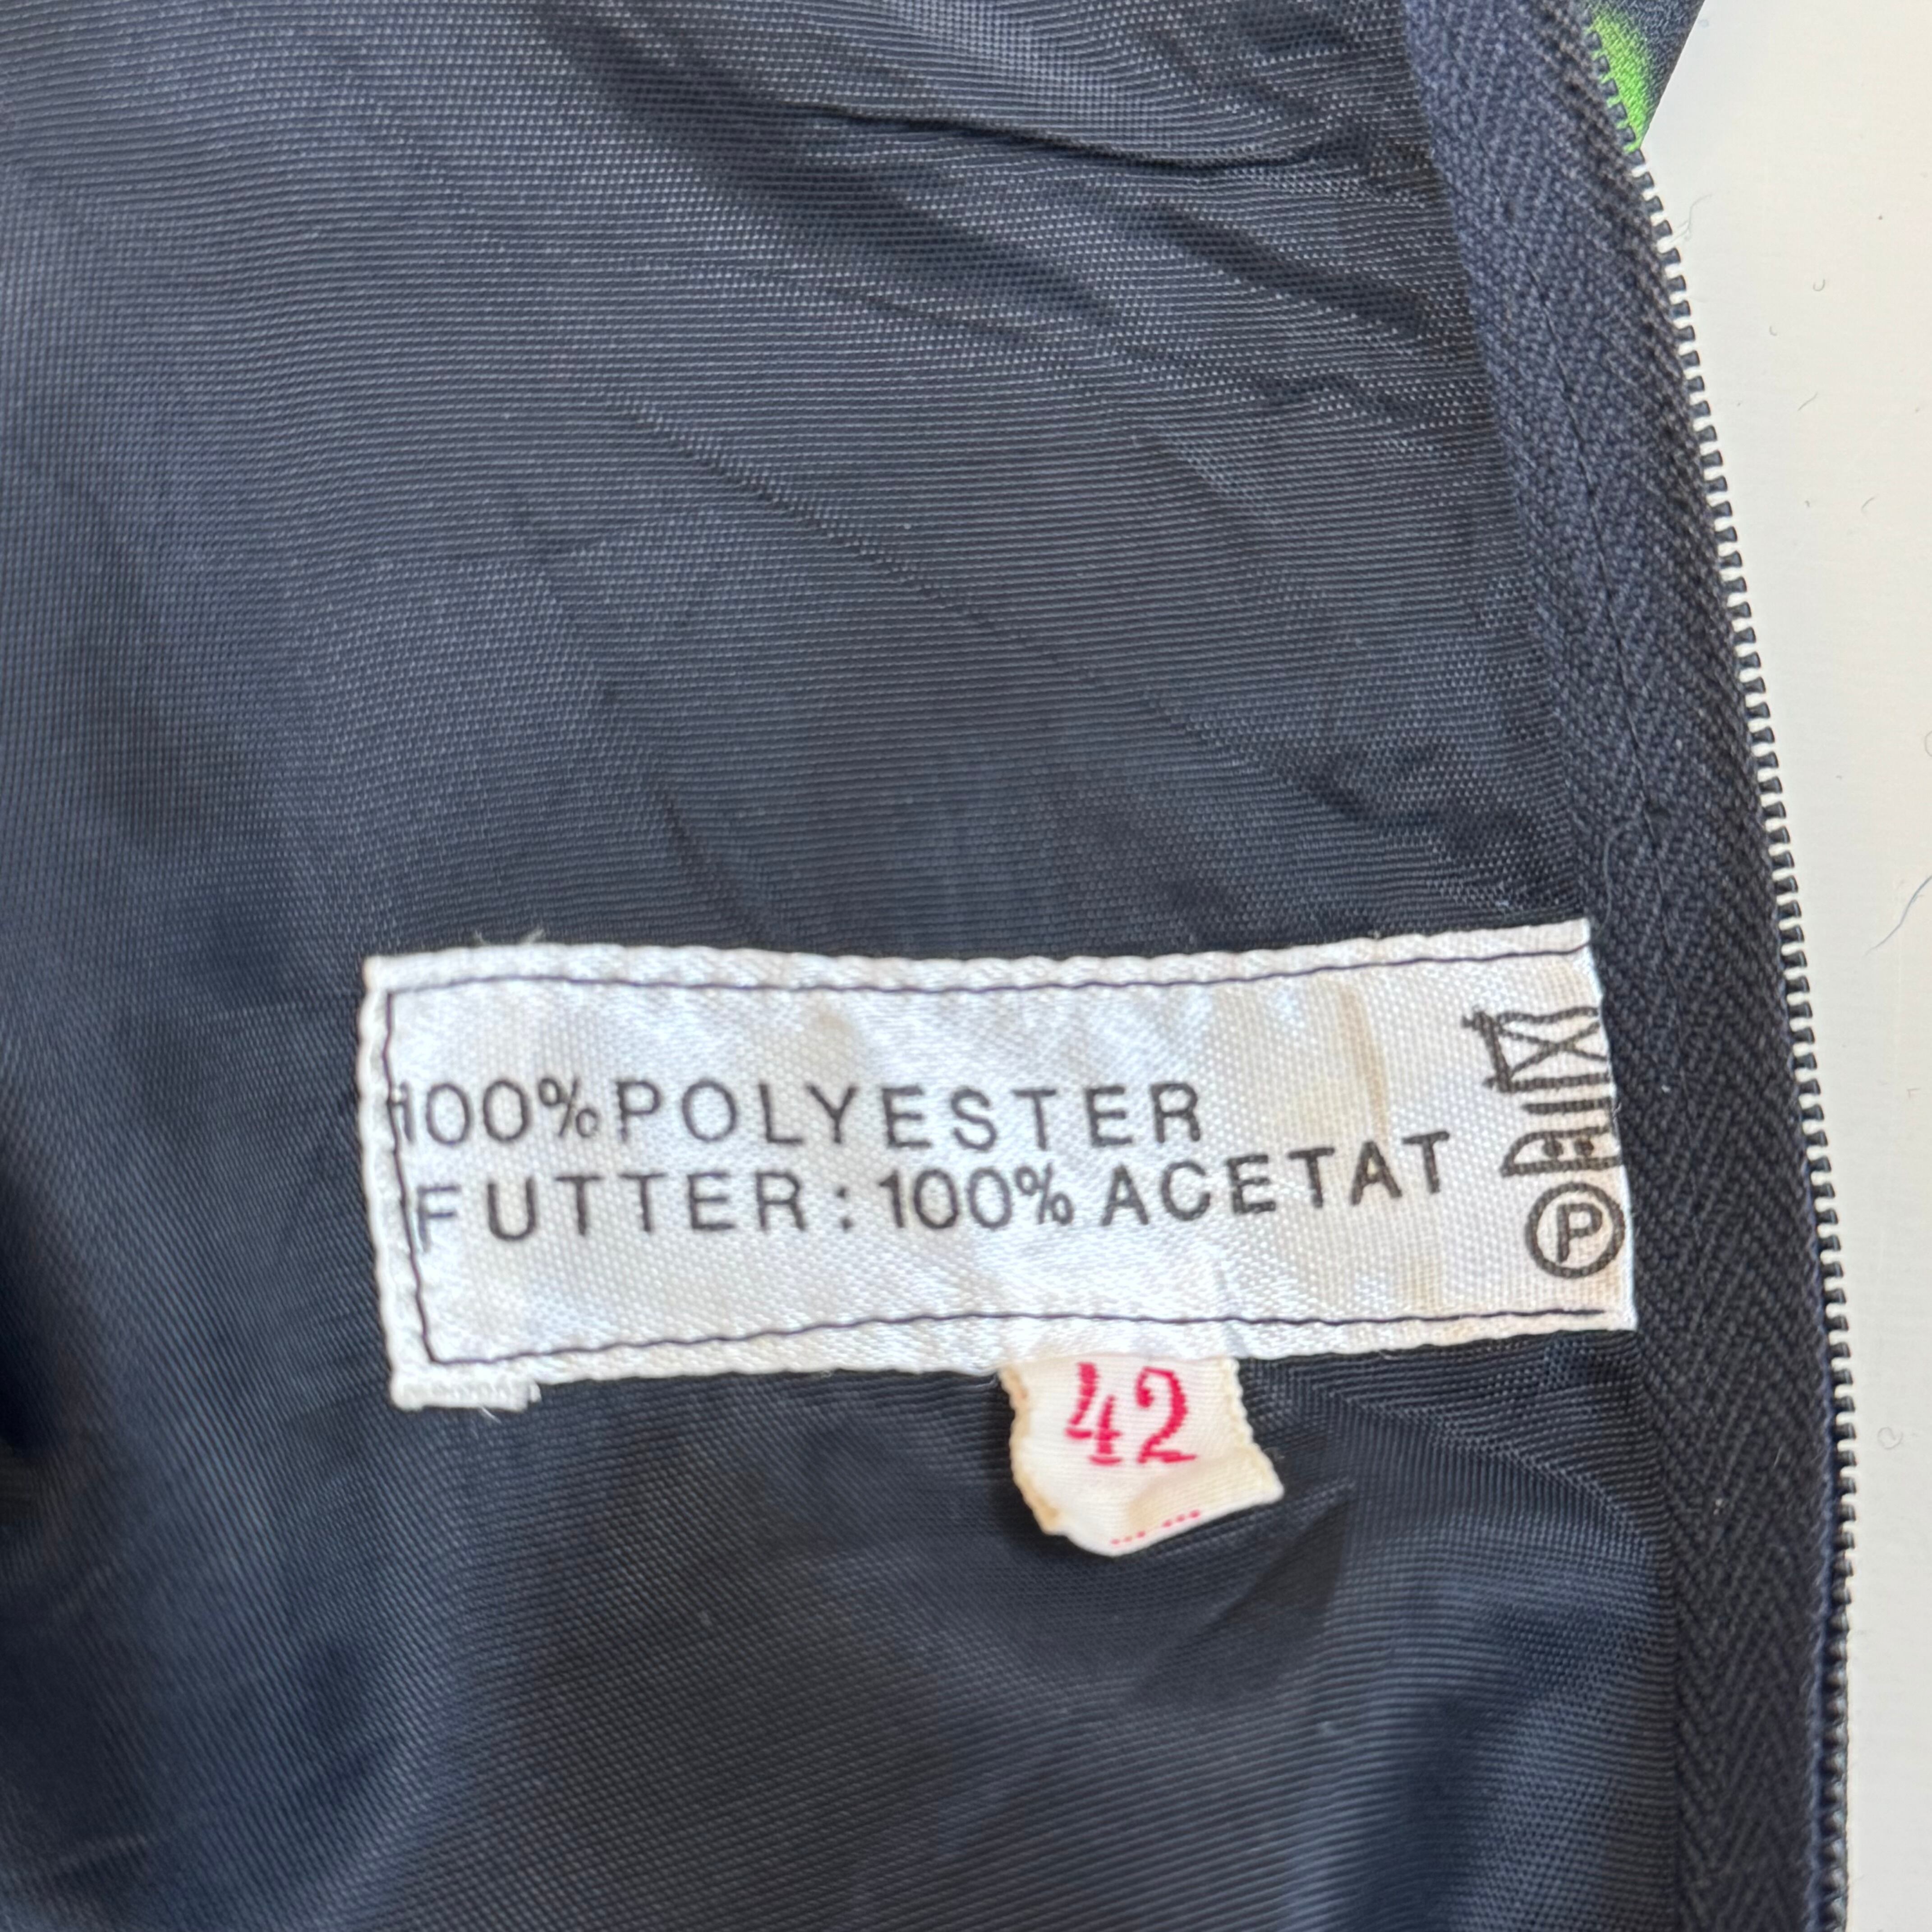 100% POLYESTER
FUTTER: 100% ACETAT
P
42